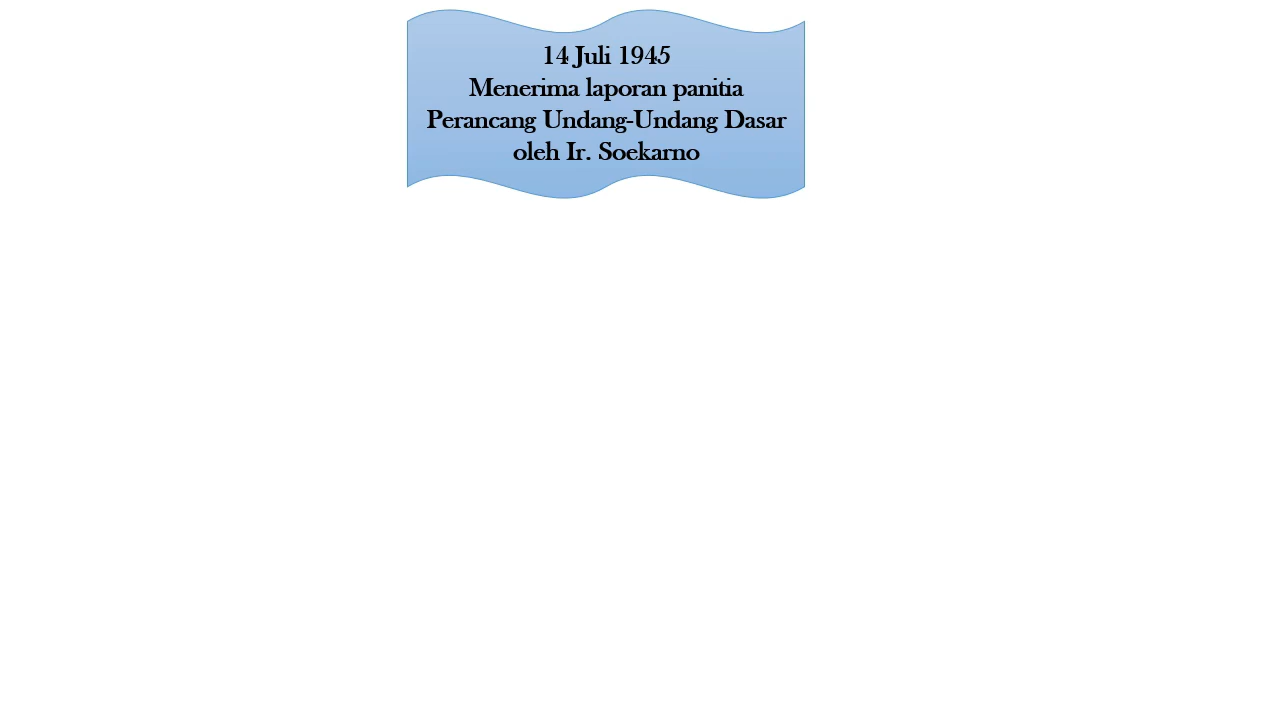 14 Juli 1945
Menerima laporan panitia
Perancang Undang-Undang Dasar
oleh Ir. Soekarno